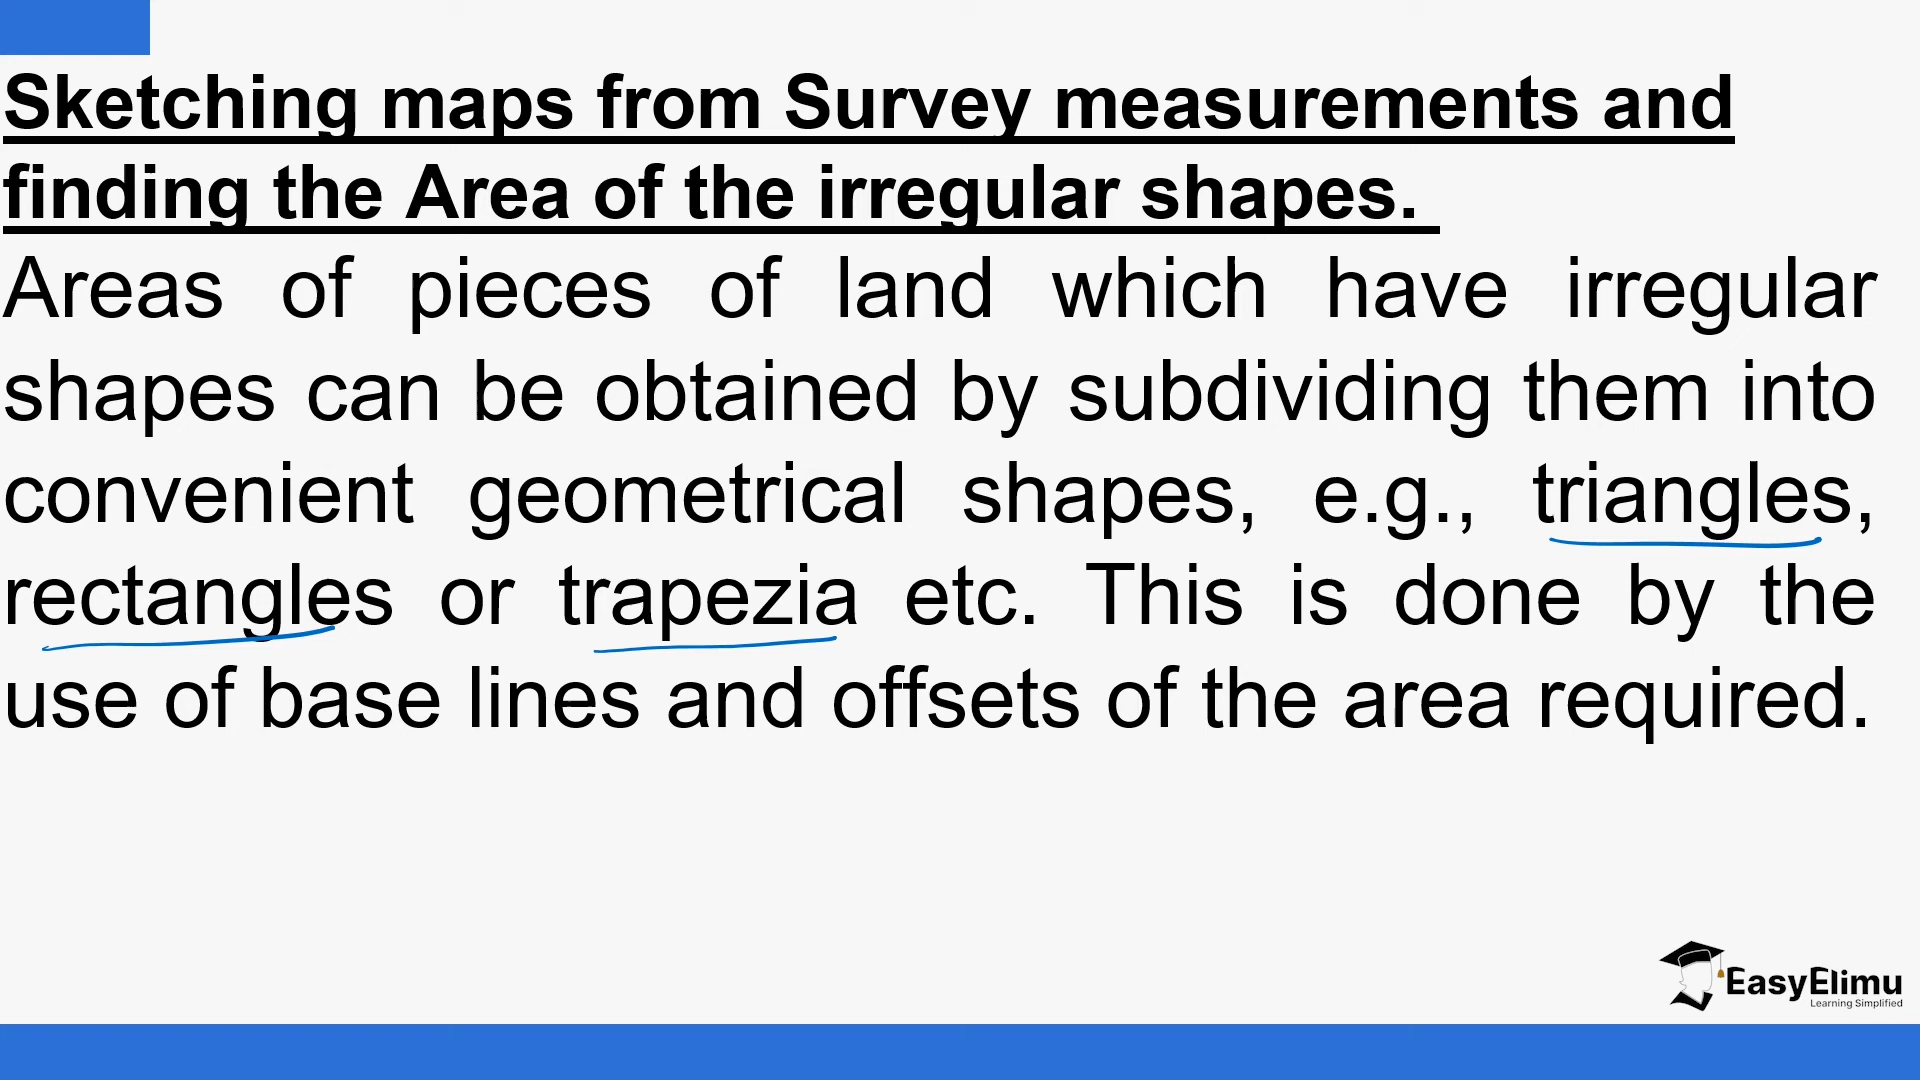 Sketching maps from Survey measurements and
finding the Area of the irregular shapes.
Areas of pieces of land which have irregular
shapes can be obtained by subdividing them into
convenient geometrical shapes, e.g., triangles,
rectangles or trapezia etc. This is done by the
use of base lines and offsets of the area required.
EasyElimu
Learning Simplified